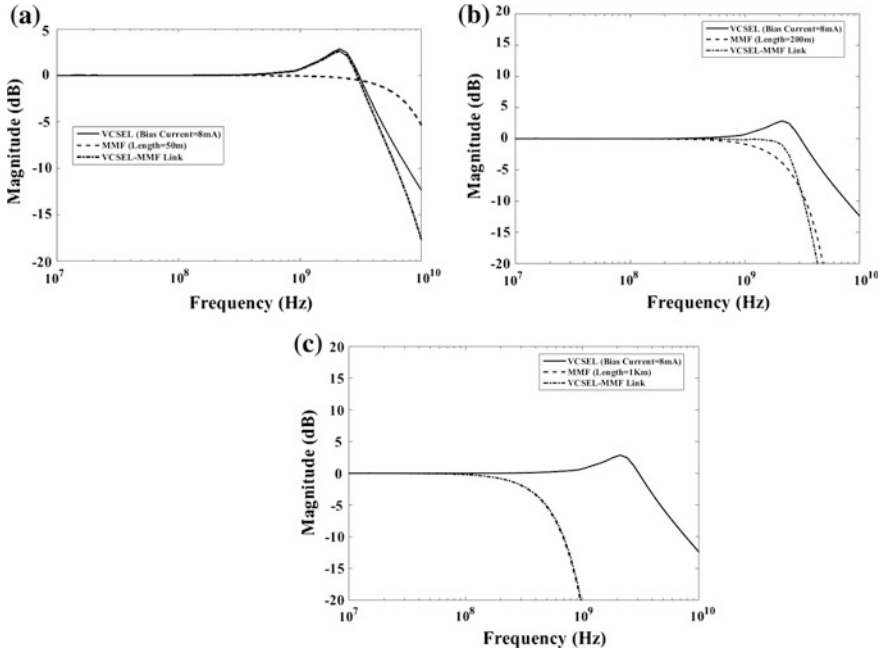 (a)
5
0
-5
-10
-15
-20
Magnitude (dB)
VCSEL (Bias Current=8mA)
MMF (Length=50m)
VCSEL-MMF Link
10^7
10^8
10^9
10^10
Frequency (Hz)
(b)
20
15
10
5
0
-5
-10
-15
-20
Magnitude (dB)
VCSEL (Bias Current=8mA)
MMF (Length=200m)
VCSEL-MMF Link
10^7
10^8
10^9
10^10
Frequency (Hz)
(c)
20
15
10
5
0
-5
-10
-15
-20
Magnitude (dB)
VCSEL (Bias Current=8mA)
MMF (Length=1Km)
VCSEL-MMF Link
10^7
10^8
10^9
10^10
Frequency (Hz)